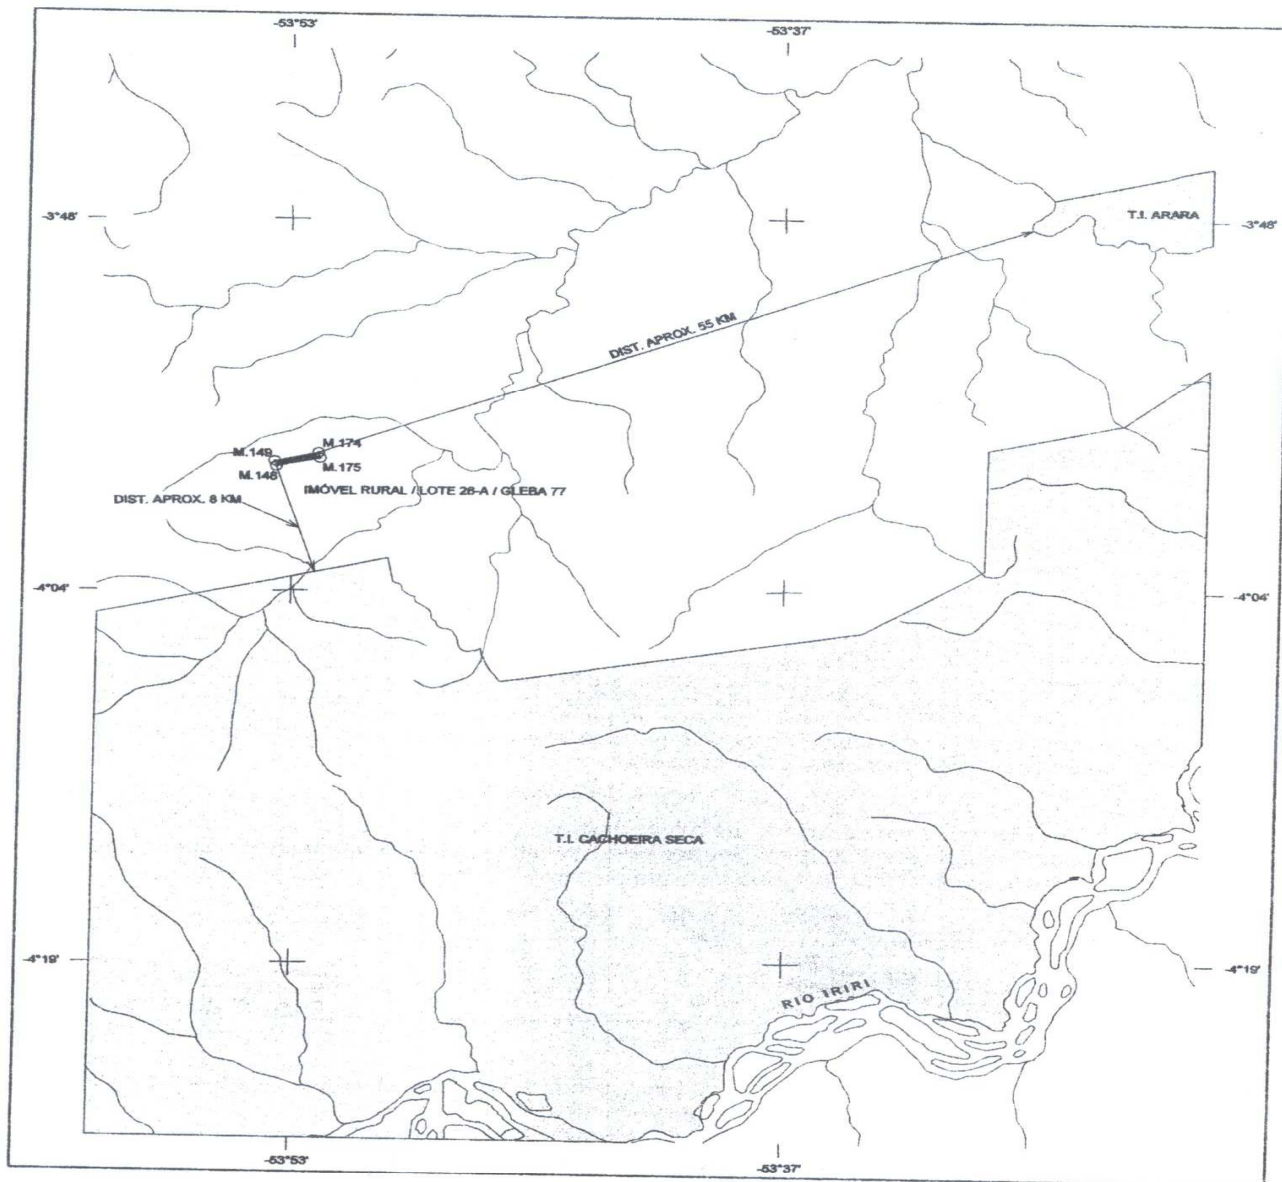 -53°53'
-53°37'
-3°48'
T.I. ARARA
-3°48'
DIST. APROX. 55 KM
M.174
M.149
M.175
M.148
IMÓVEL RURAL / LOTE 28-A / GLEBA 77
DIST. APROX. 8 KM
-4°04'
-4°04'
T.I. CACHOEIRA SECA
-4°19'
-4°19'
RIO IRIRI
-53°53'
-53°37'